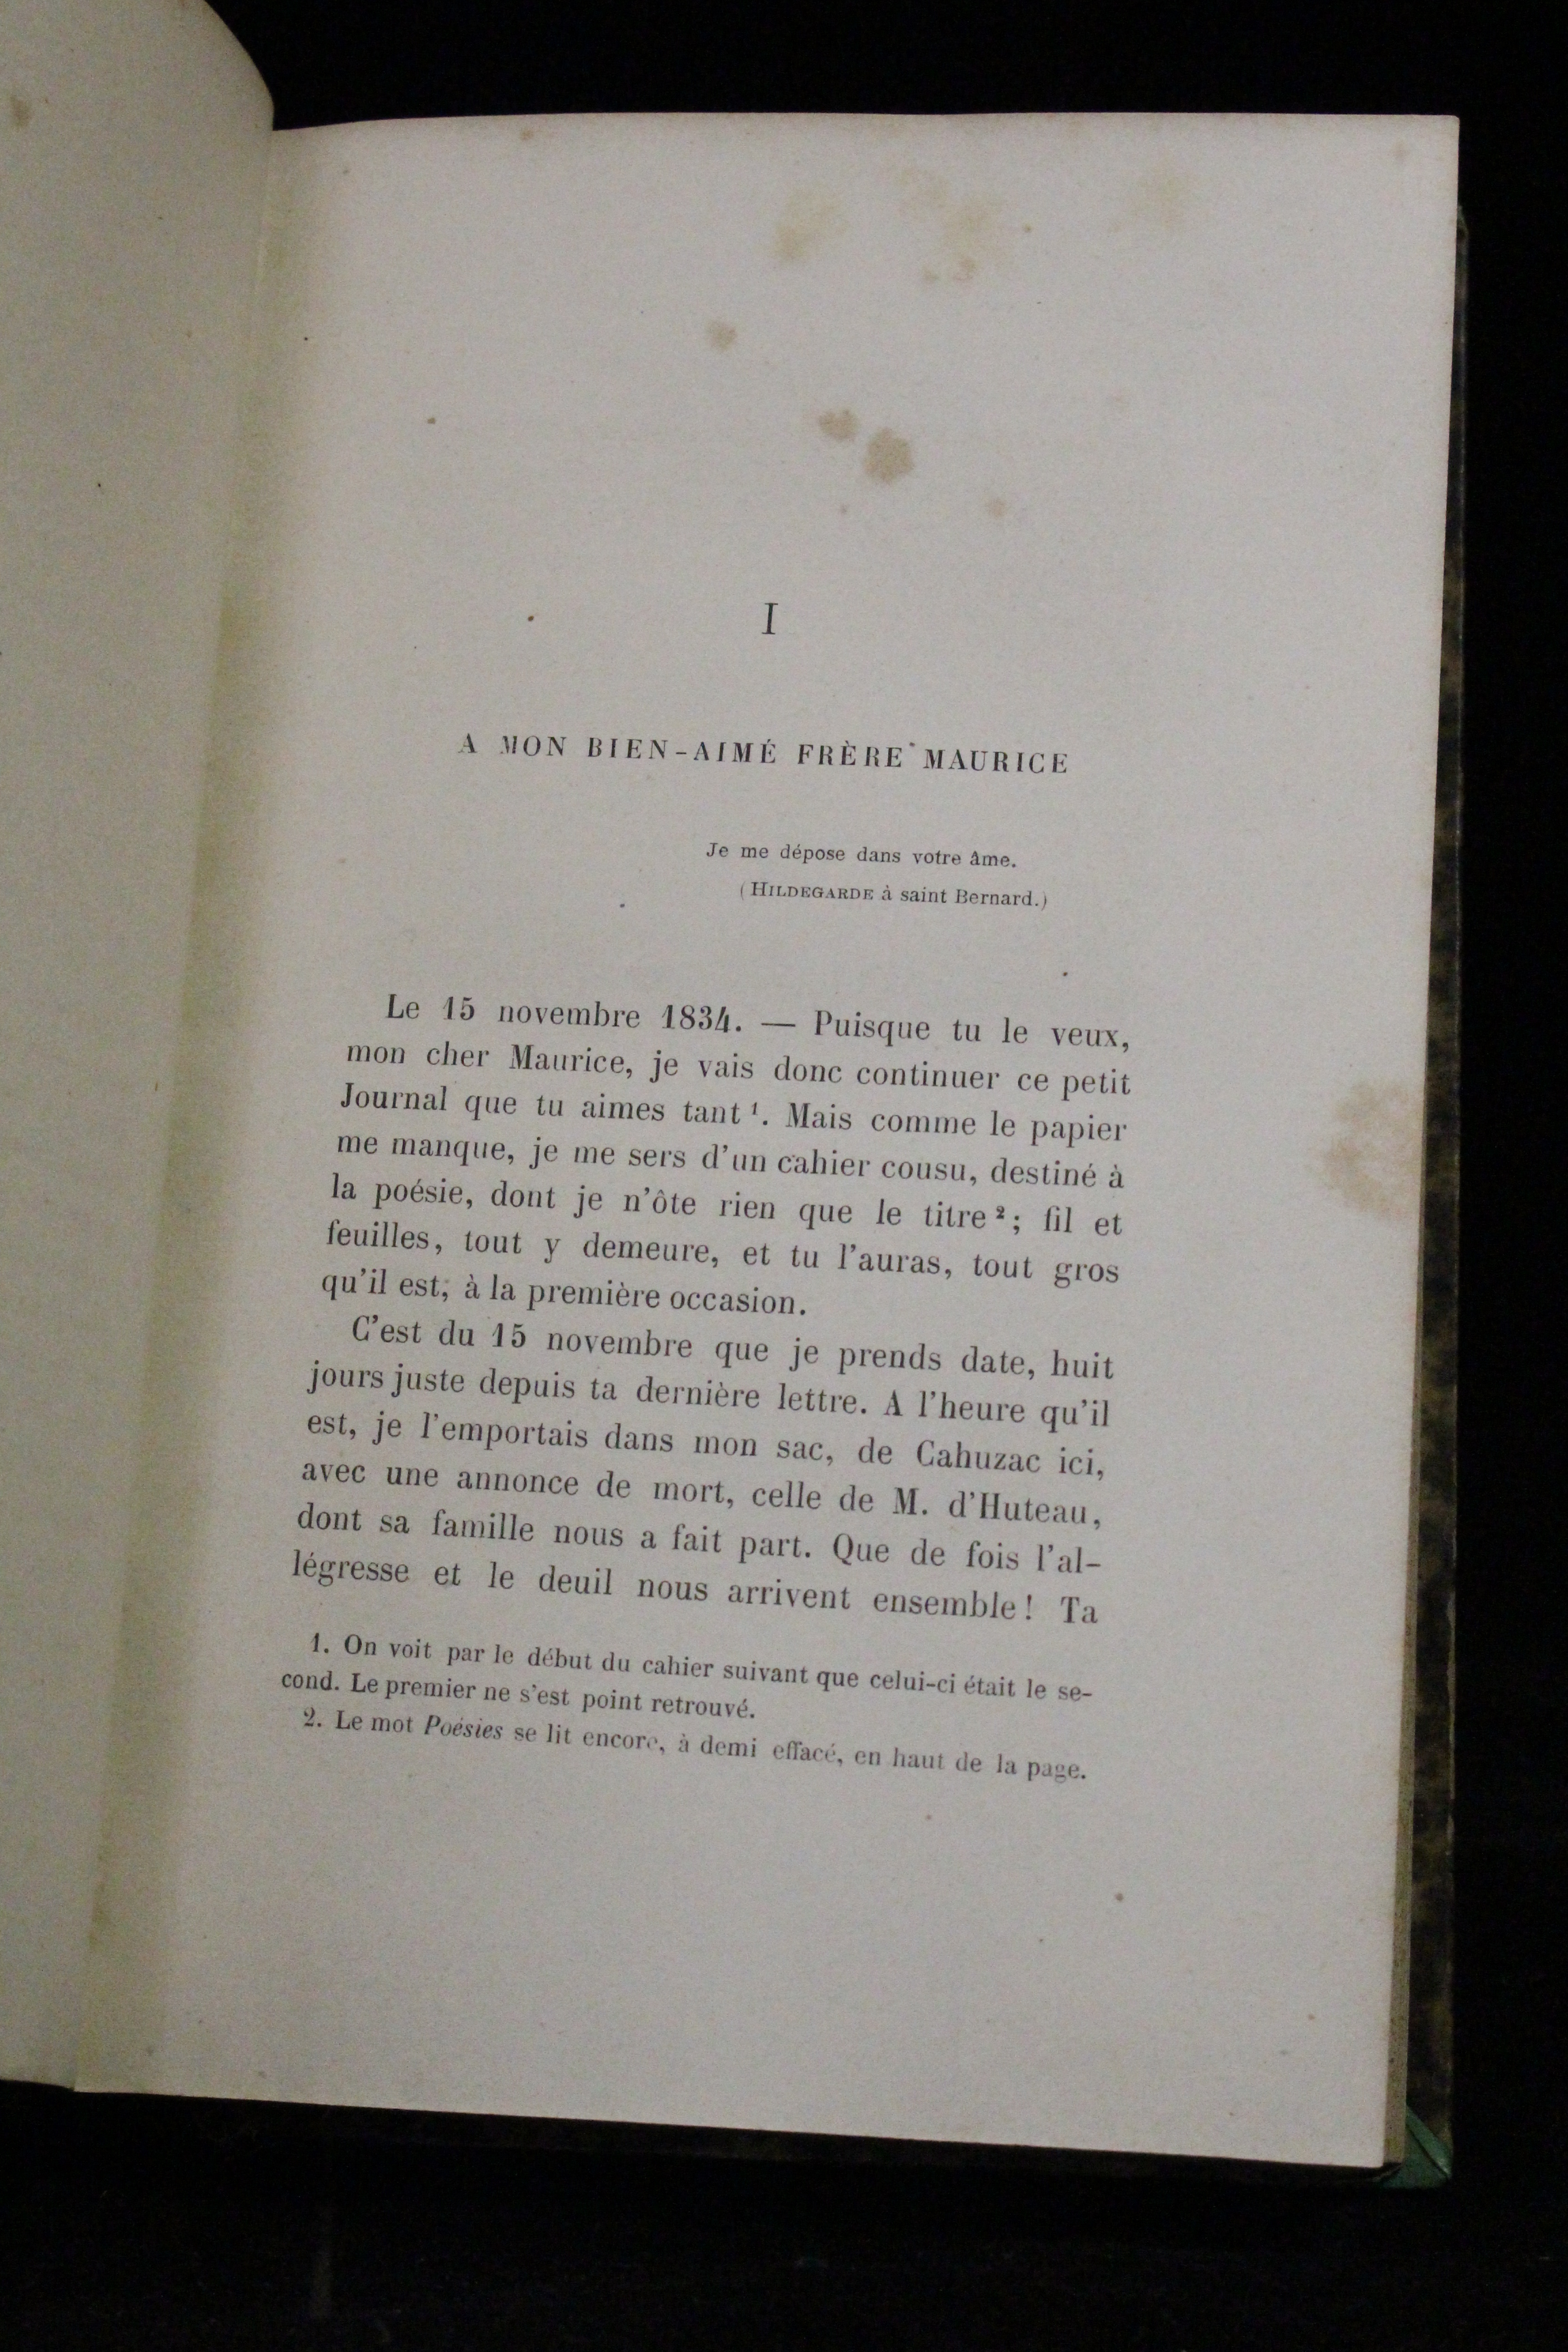 I
A MON BIEN-AIMÉ FRÈRE MAURICE
Je me dépose dans votre âme.
(HILDEGARDE à saint Bernard.)
Le 15 novembre 1834. — Puisque tu le veux,
mon cher Maurice, je vais donc continuer ce petit
Journal que tu aimes tant¹. Mais comme le papier
me manque, je me sers d'un cahier cousu, destiné à
la poésie, dont je n'ôte rien que le titre²; fil et
feuilles, tout y demeure, et tu l'auras, tout gros
qu'il est, à la première occasion.
C'est du 15 novembre que je prends date, huit
jours juste depuis ta dernière lettre. A l'heure qu'il
est, je l'emportais dans mon sac, de Cahuzac ici,
avec une annonce de mort, celle de M. d'Huteau,
dont sa famille nous a fait part. Que de fois l'al-
légresse et le deuil nous arrivent ensemble! Ta
1. On voit par le début du cahier suivant que celui-ci était le se-
cond. Le premier ne s'est point retrouvé.
2. Le mot Poésies se lit encore, à demi effacé, en haut de la page.